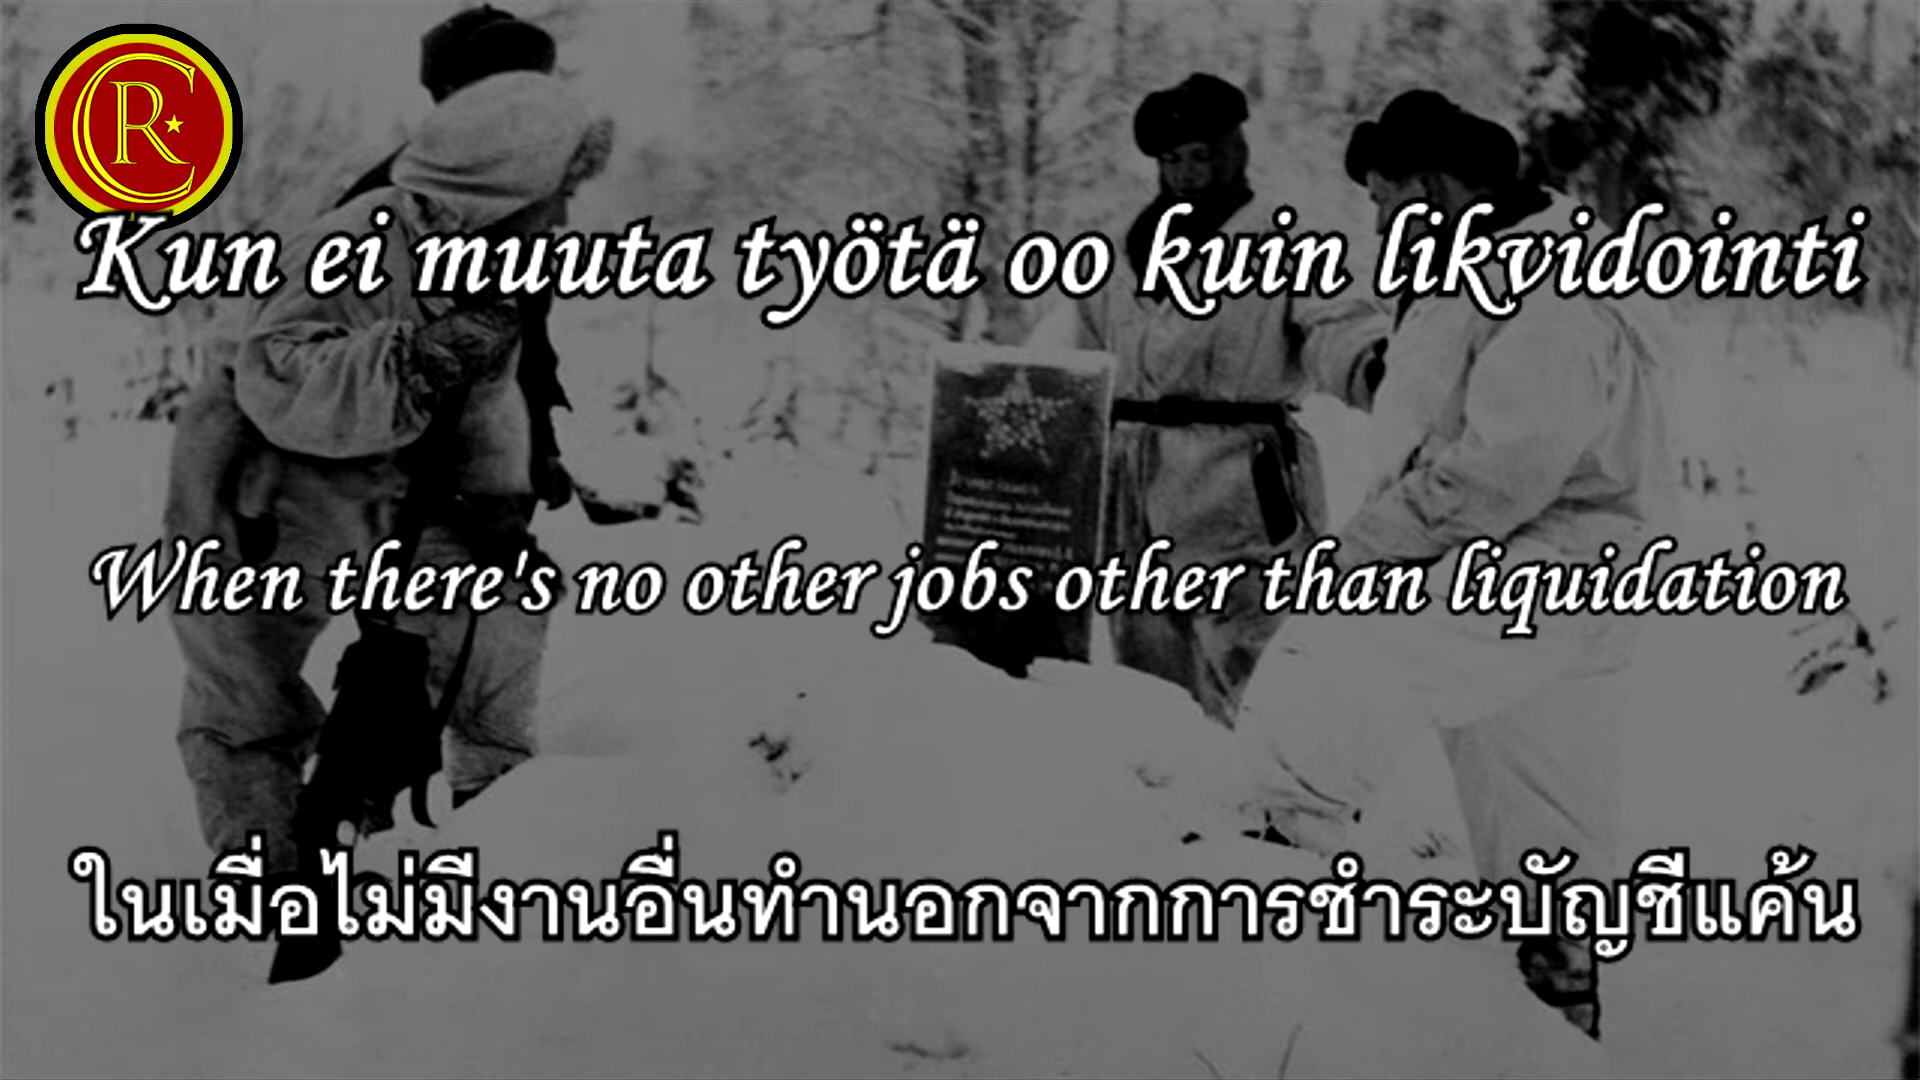 CR
Kun ei muuta työtä oo kuin likvidointi
When there's no other jobs other than liquidation
ในเมื่อไม่มีงานอื่นทำนอกจากการชำระบัญชีแค้น